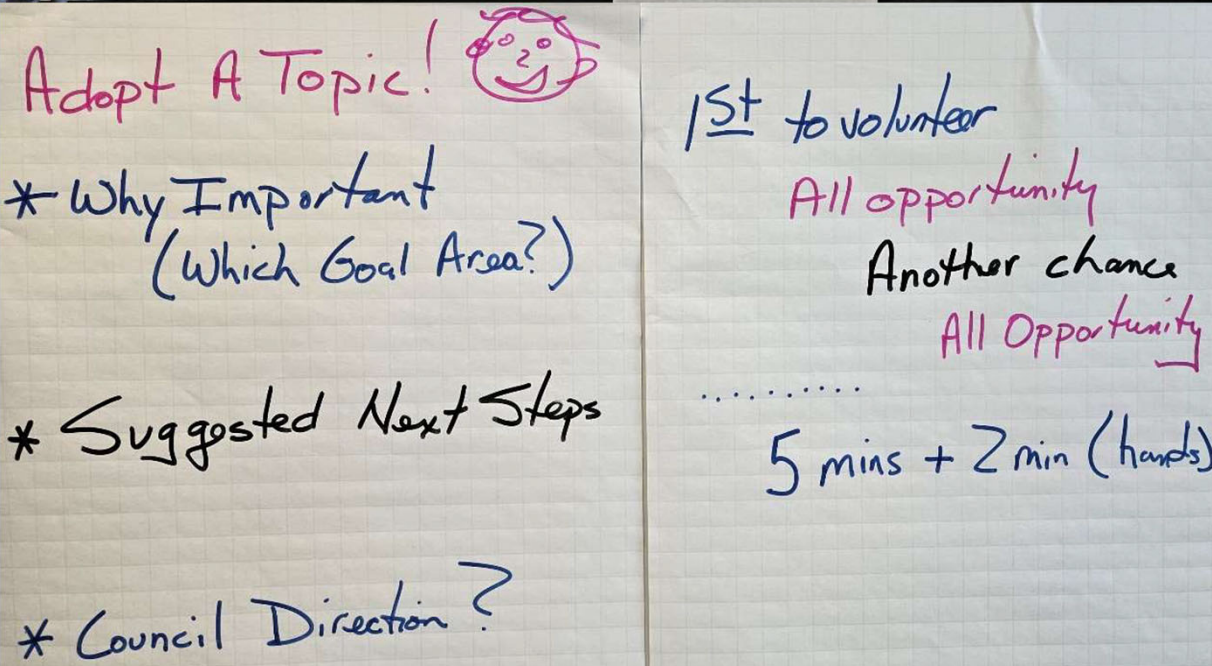 Adopt A Topic!
* Why Important
(Which Goal Area?)
* Suggested Next Steps
* Council Direction?
1st to volunteer
All opportunity
Another chance
All Opportunity
..........
5 mins + 2 min (hands)